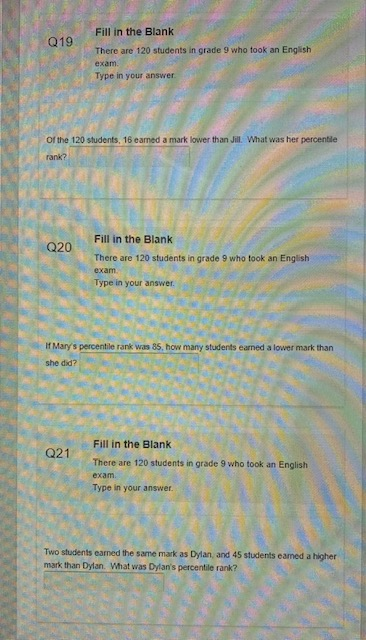 Q19
Fill in the Blank
There are 120 students in grade 9 who took an English
exam.
Type in your answer.
Of the 120 students, 16 earned a mark lower than Jill. What was her percentile
rank?
Q20
Fill in the Blank
There are 120 students in grade 9 who took an English
exam.
Type in your answer.
If Mary's percentile rank was 85, how many students earned a lower mark than
she did?
Q21
Fill in the Blank
There are 120 students in grade 9 who took an English
exam.
Type in your answer.
Two students earned the same mark as Dylan, and 45 students earned a higher
mark than Dylan. What was Dylan's percentile rank?